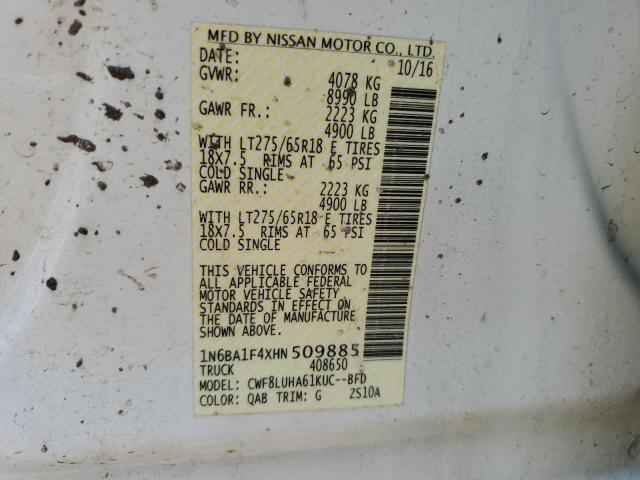 MFD BY NISSAN MOTOR CO., LTD.
DATE: 10/16
GVWR: 4078 KG
8990 LB
GAWR FR.: 2223 KG
4900 LB
WITH LT275/65R18 E TIRES
18X7.5 RIMS AT 65 PSI
COLD SINGLE
GAWR RR.: 2223 KG
4900 LB
WITH LT275/65R18 E TIRES
18X7.5 RIMS AT 65 PSI
COLD SINGLE
THIS VEHICLE CONFORMS TO
ALL APPLICABLE FEDERAL
MOTOR VEHICLE SAFETY
STANDARDS IN EFFECT ON
THE DATE OF MANUFACTURE
SHOWN ABOVE.
1N6BA1F4XHN509885
TRUCK 408650
MODEL: CWF8LUHA61KUC--BFD
COLOR: QAB TRIM: G ZS10A